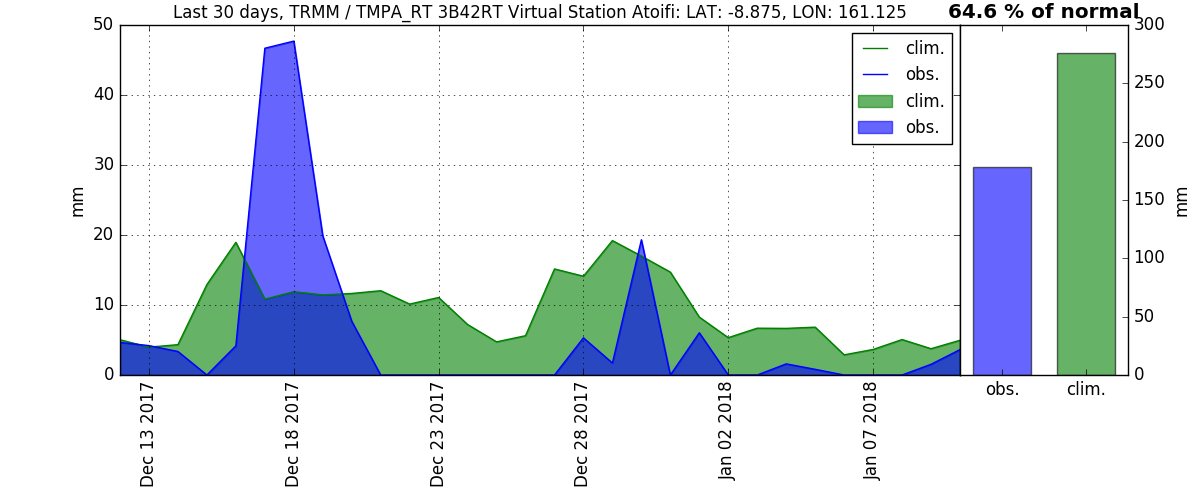 Last 30 days, TRMM / TMPA_RT 3B42RT Virtual Station Atoifi: LAT: -8.875, LON: 161.125
64.6 % of normal
50
40
30
20
10
0
mm
clim.
obs.
clim.
obs.
Dec 13 2017
Dec 18 2017
Dec 23 2017
Dec 28 2017
Jan 02 2018
Jan 07 2018
300
250
200
150
100
50
0
mm
obs.
clim.